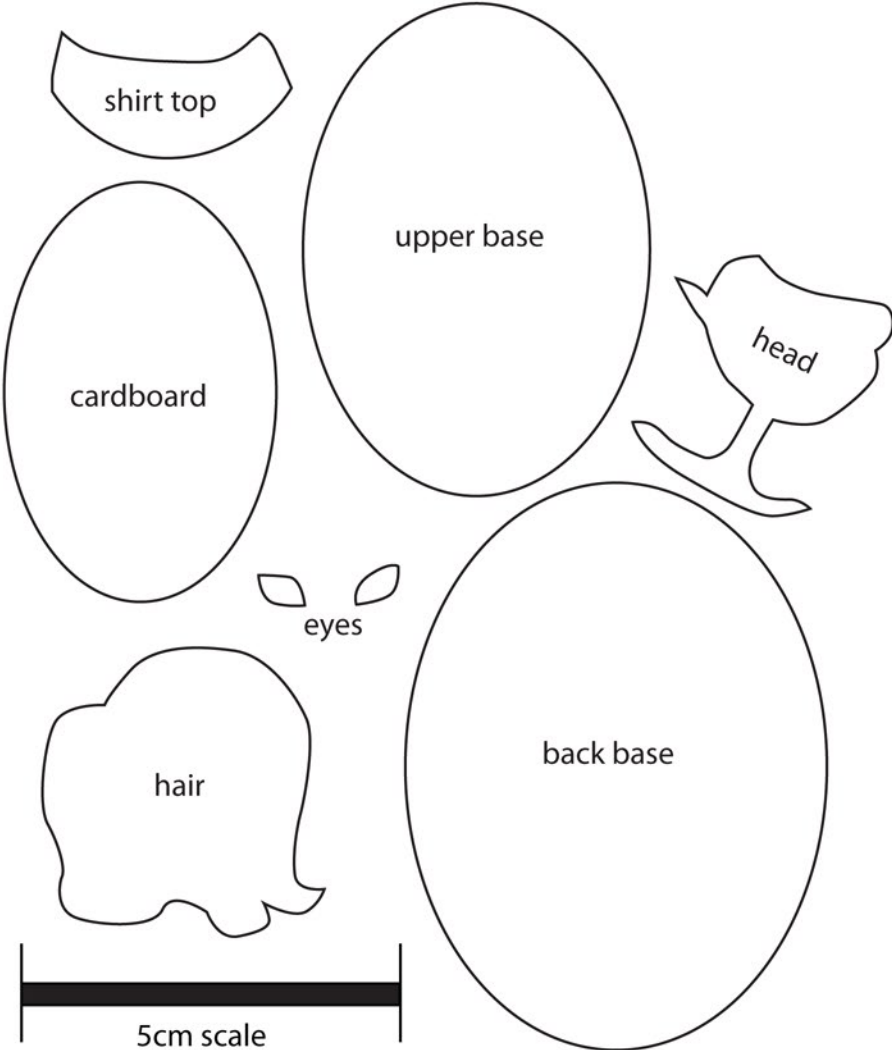 shirt top
upper base
head
cardboard
eyes
back base
hair
5cm scale